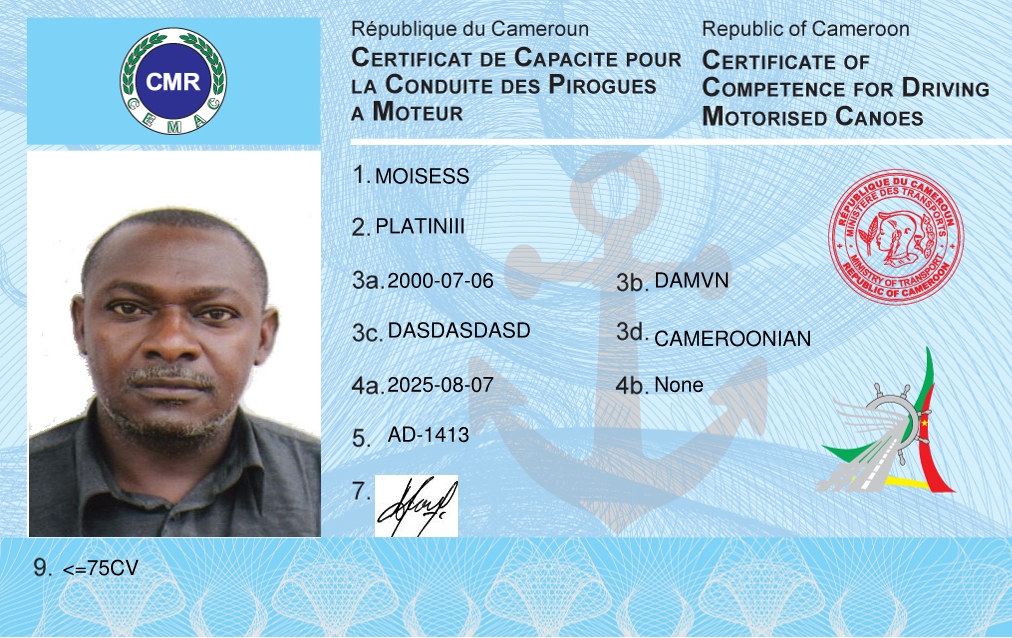 CMR
CEMAC
République du Cameroun
CERTIFICAT DE CAPACITE POUR
LA CONDUITE DES PIROGUES
A MOTEUR
Republic of Cameroon
CERTIFICATE OF
COMPETENCE FOR DRIVING
MOTORISED CANOES
1. MOISESS
2. PLATINIII
3a. 2000-07-06
3b. DAMVN
3c. DASDASDASD
3d. CAMEROONIAN
4a. 2025-08-07
4b. None
5. AD-1413
7.
RÉPUBLIQUE DU CAMEROUN
MINISTÈRE DES TRANSPORTS
MINISTRY OF TRANSPORT
REPUBLIC OF CAMEROON
9. <=75CV